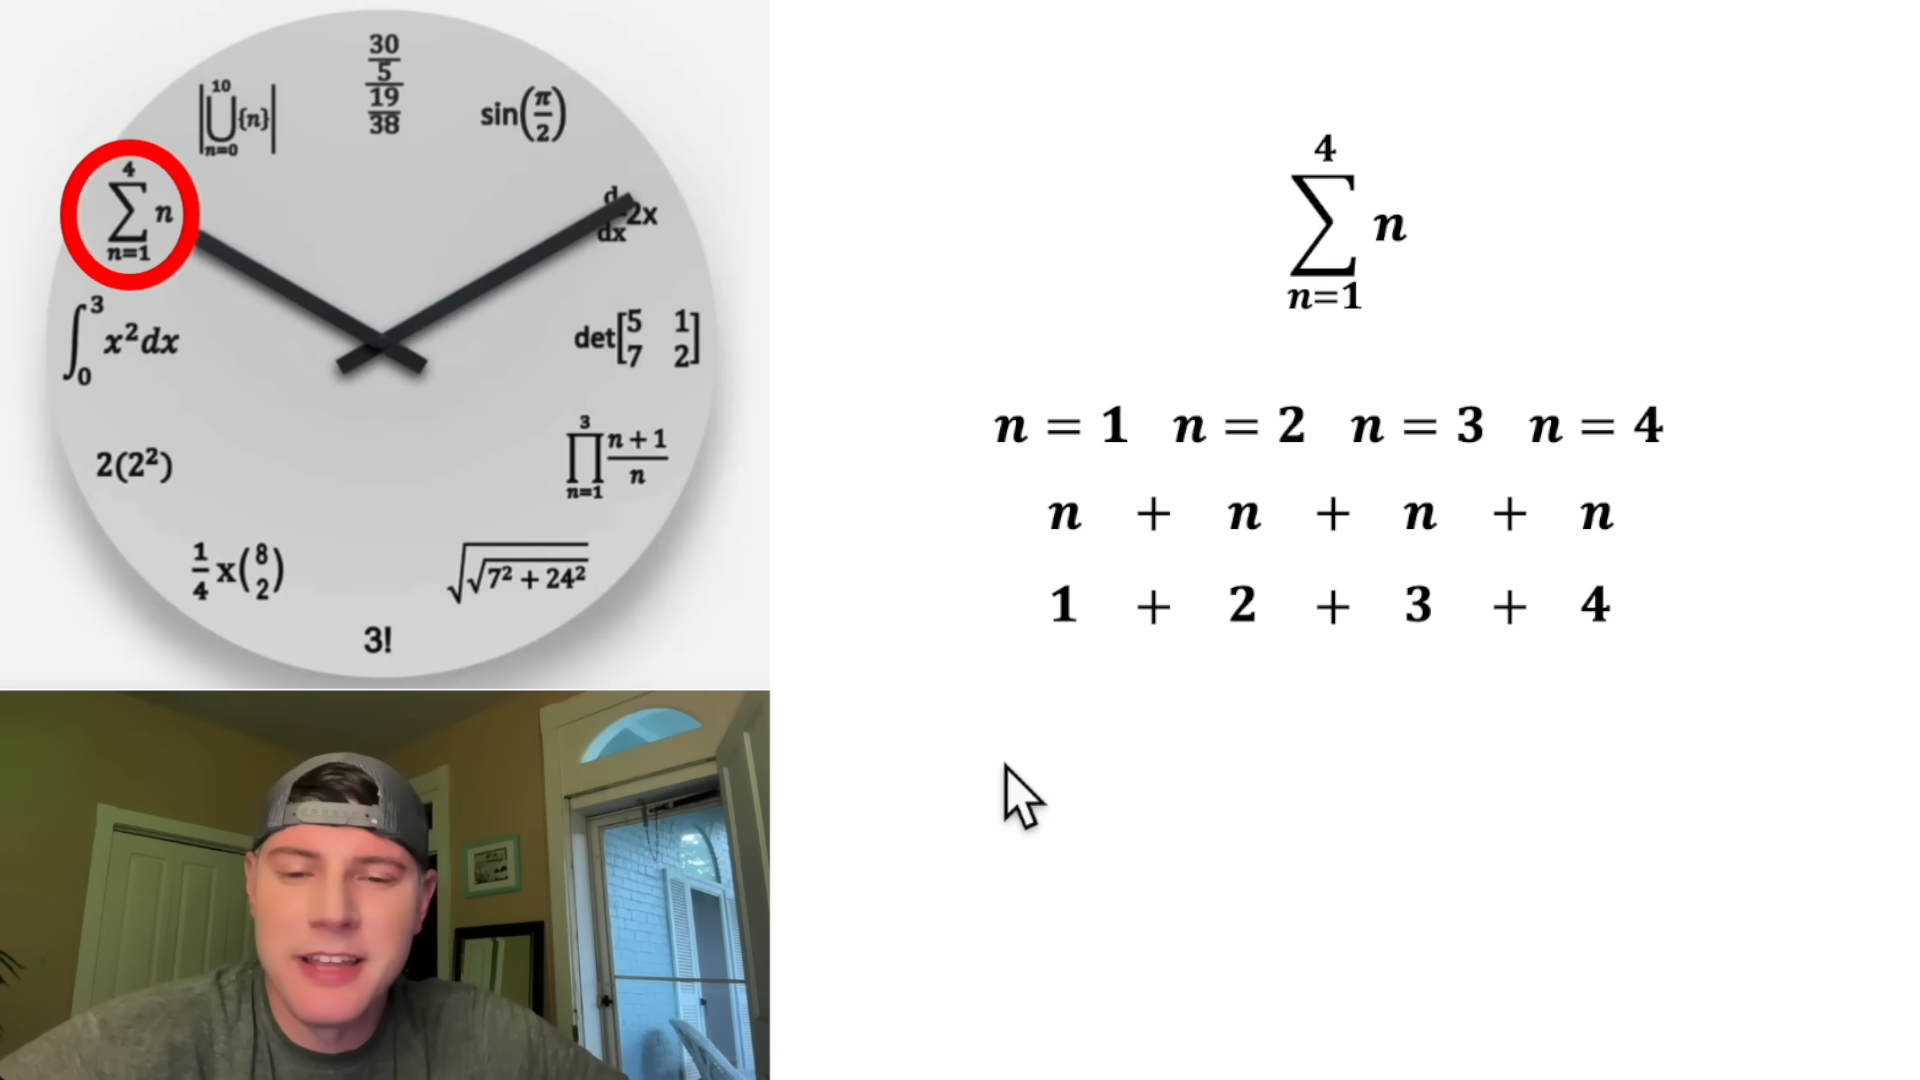 30
5
19
38
sin(π/2)
d/dx 2x
det[5 1
7 2]
3
∏ n+1/n
n=1
√√7² + 24²
3!
1/4 x(8
2)
2(2²)
∫₀³ x²dx
4
∑ n
n=1
10
|⋃{n}|
n=0
4
∑ n
n=1
n = 1 n = 2 n = 3 n = 4
n + n + n + n
1 + 2 + 3 + 4